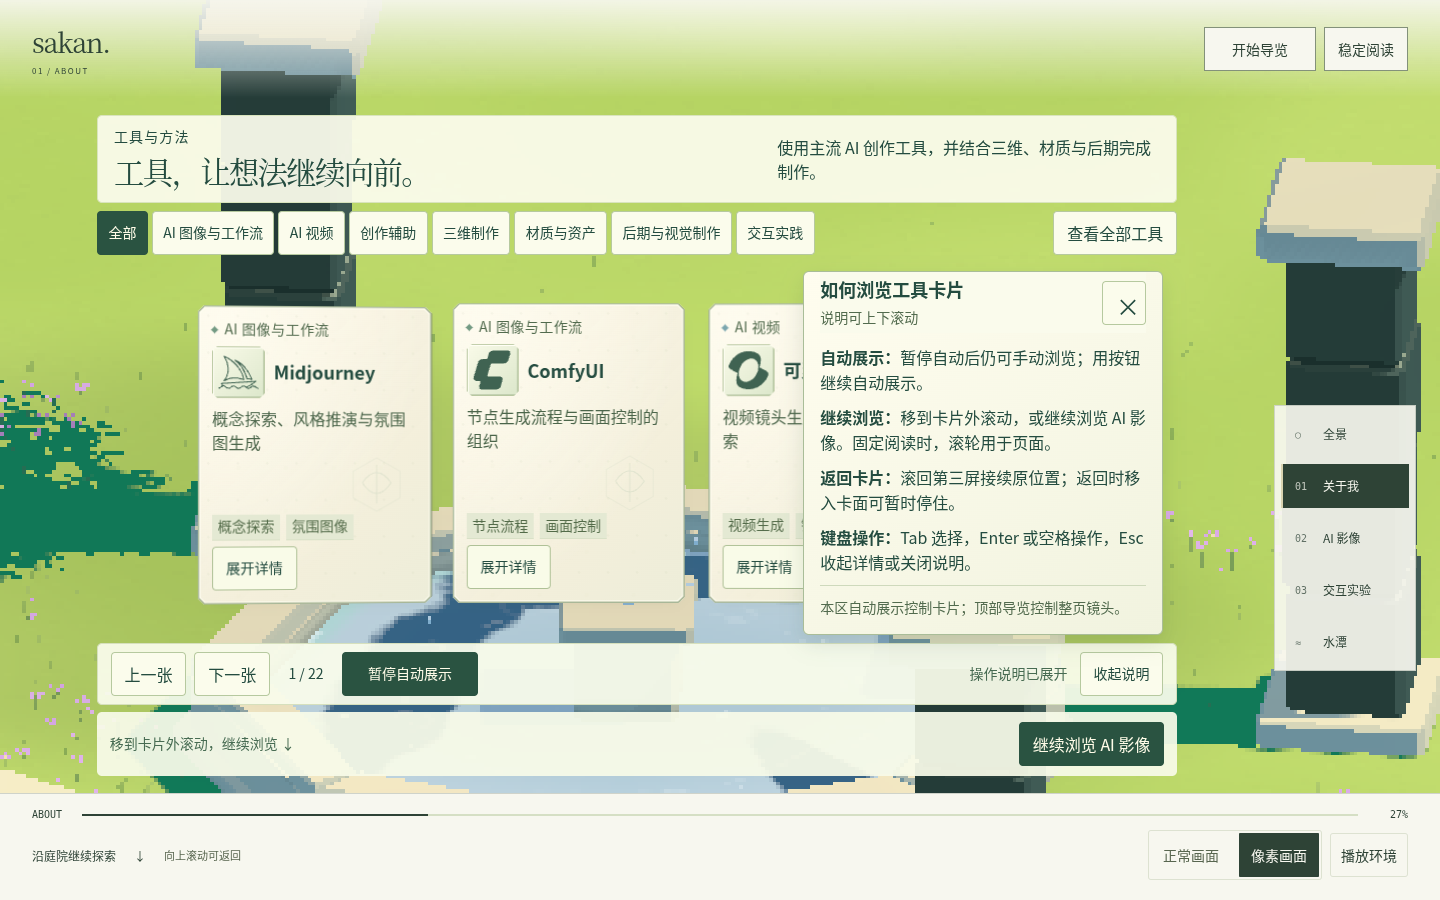 sakan.
01 / ABOUT
开始导览
稳定阅读
工具与方法
工具，让想法继续向前。
使用主流 AI 创作工具，并结合三维、材质与后期完成
制作。
全部
AI 图像与工作流
AI 视频
创作辅助
三维制作
材质与资产
后期与视觉制作
交互实践
查看全部工具
AI 图像与工作流
Midjourney
概念探索、风格推演与氛围
图生成
概念探索
氛围图像
展开详情
AI 图像与工作流
ComfyUI
节点生成流程与画面控制的
组织
节点流程
画面控制
展开详情
AI 视频
可
视频镜头生
索
视频生成
展开详情
如何浏览工具卡片
说明可上下滚动
自动展示：暂停自动后仍可手动浏览；用按钮
继续自动展示。
继续浏览：移到卡片外滚动，或继续浏览 AI 影
像。固定阅读时，滚轮用于页面。
返回卡片：滚回第三屏接续原位置；返回时移
入卡面可暂时停住。
键盘操作：Tab 选择，Enter 或空格操作，Esc
收起详情或关闭说明。
本区自动展示控制卡片；顶部导览控制整页镜头。
全景
01 关于我
02 AI 影像
03 交互实验
≈ 水潭
上一张
下一张
1 / 22
暂停自动展示
操作说明已展开
收起说明
移到卡片外滚动，继续浏览 ↓
继续浏览 AI 影像
ABOUT
27%
沿庭院继续探索 ↓ 向上滚动可返回
正常画面
像素画面
播放环境